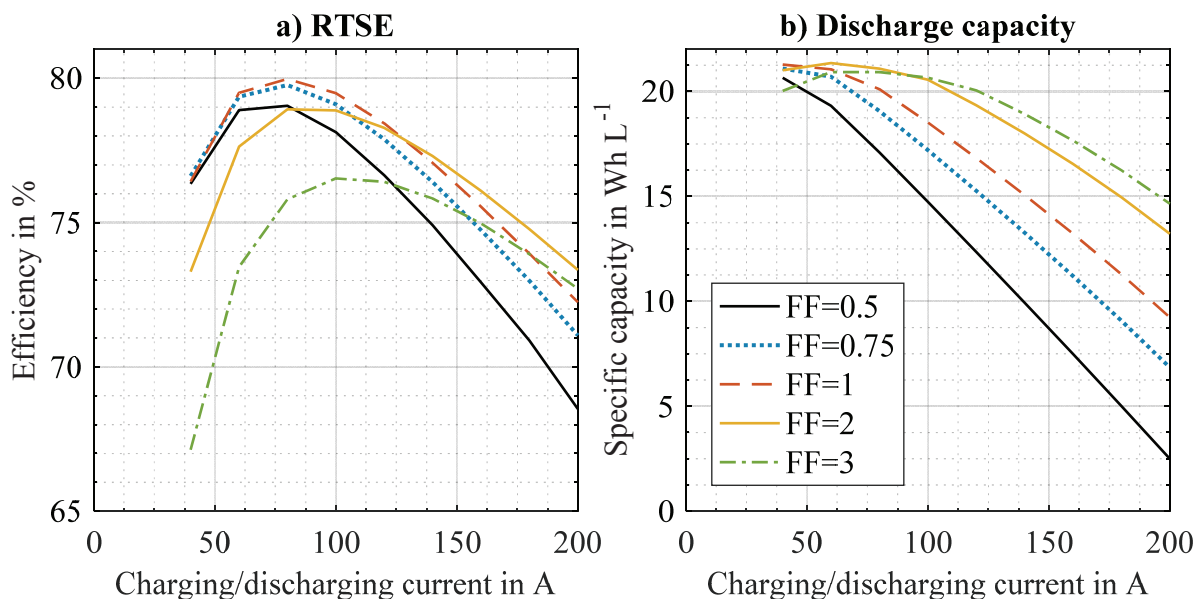 a) RTSE
Efficiency in %
80
75
70
65
0
50
100
150
200
Charging/discharging current in A
b) Discharge capacity
Specific capacity in Wh L⁻¹
20
15
10
5
0
FF=0.5
FF=0.75
FF=1
FF=2
FF=3
0
50
100
150
200
Charging/discharging current in A